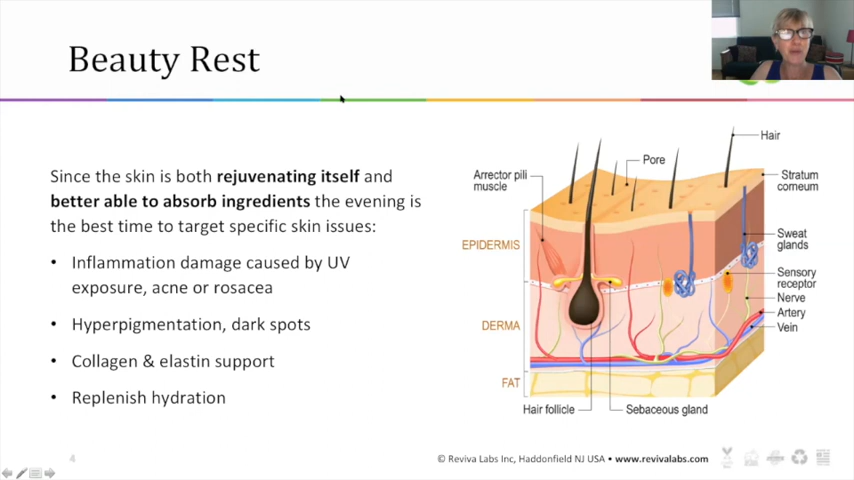 Beauty Rest
Since the skin is both rejuvenating itself and
better able to absorb ingredients the evening is
the best time to target specific skin issues:
• Inflammation damage caused by UV
exposure, acne or rosacea
• Hyperpigmentation, dark spots
• Collagen & elastin support
• Replenish hydration
Hair
Pore
Arrector pili
muscle
Stratum
corneum
EPIDERMIS
Sweat
glands
Sensory
receptor
Nerve
DERMA
Artery
Vein
FAT
Hair follicle
Sebaceous gland
4
© Reviva Labs Inc, Haddonfield NJ USA • www.revivalabs.com